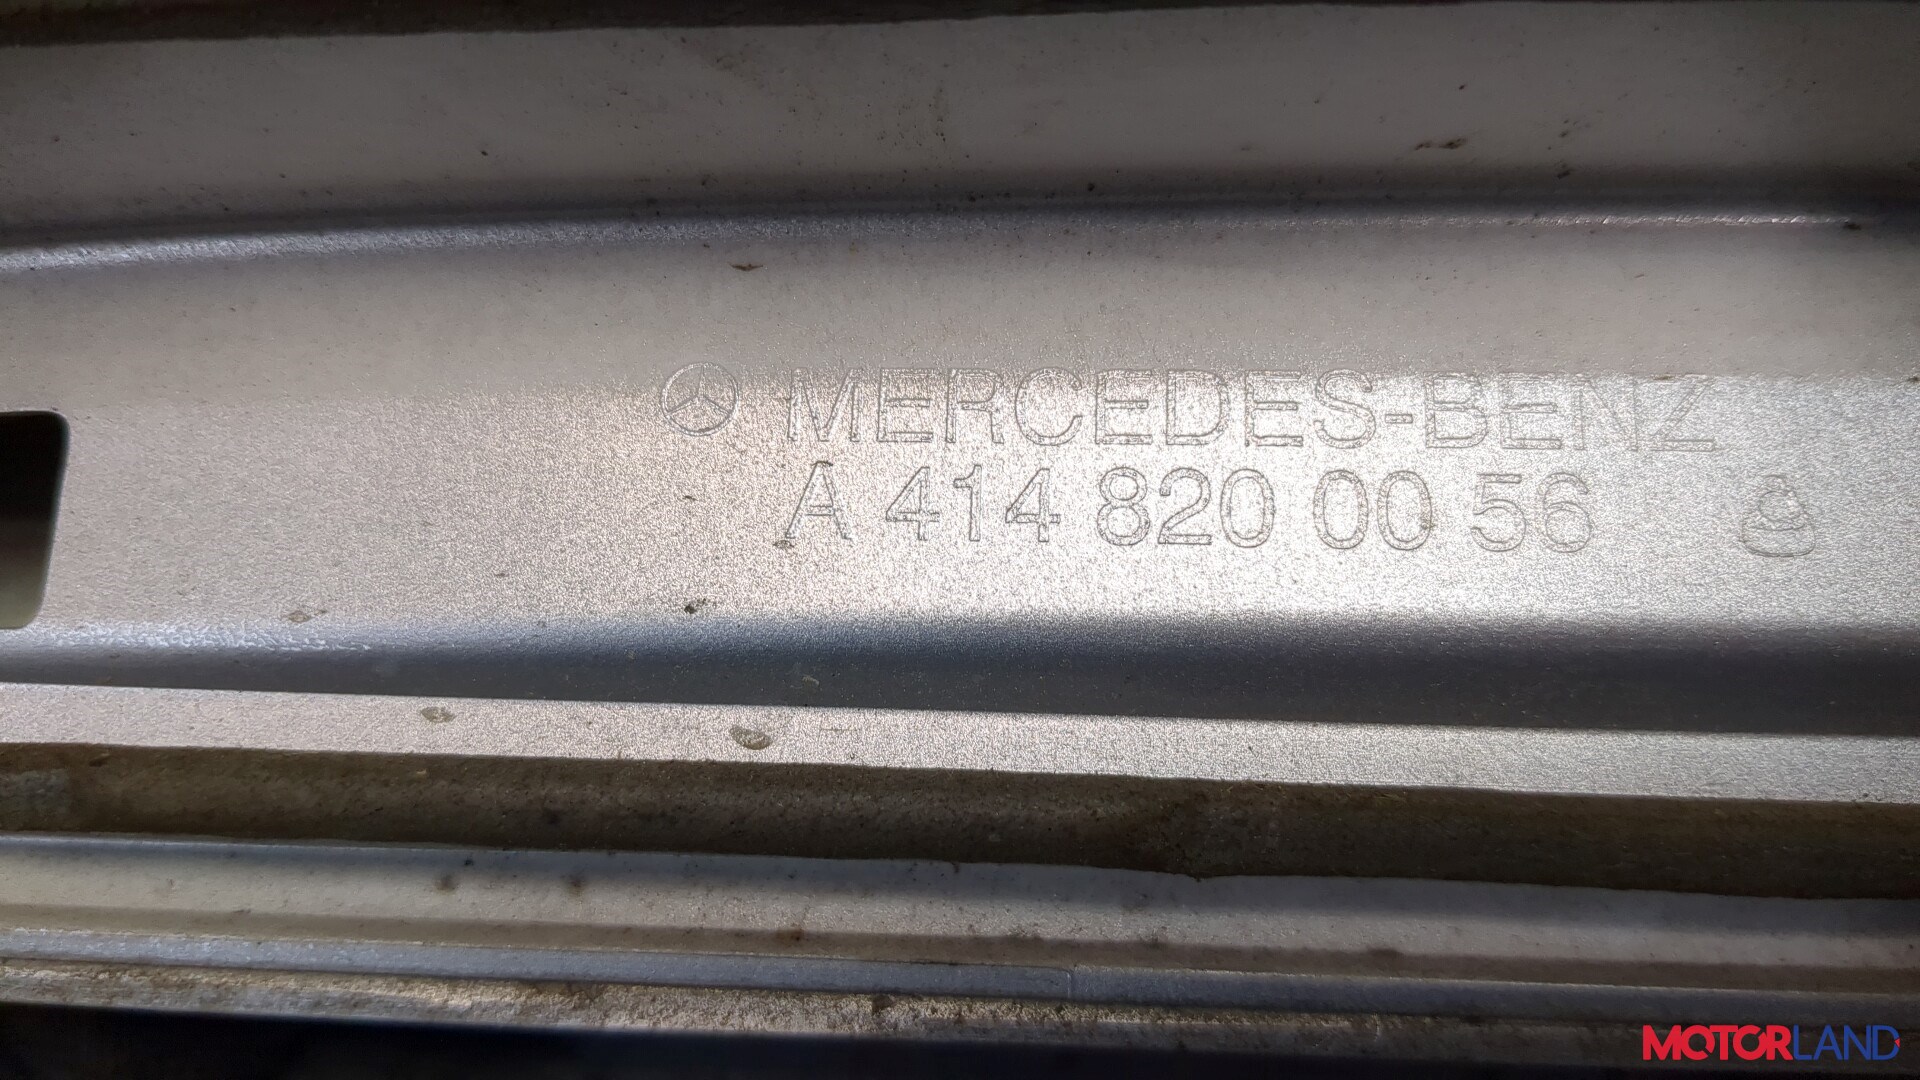 MERCEDES-BENZ
A 414 820 00 56
MOTORLAND